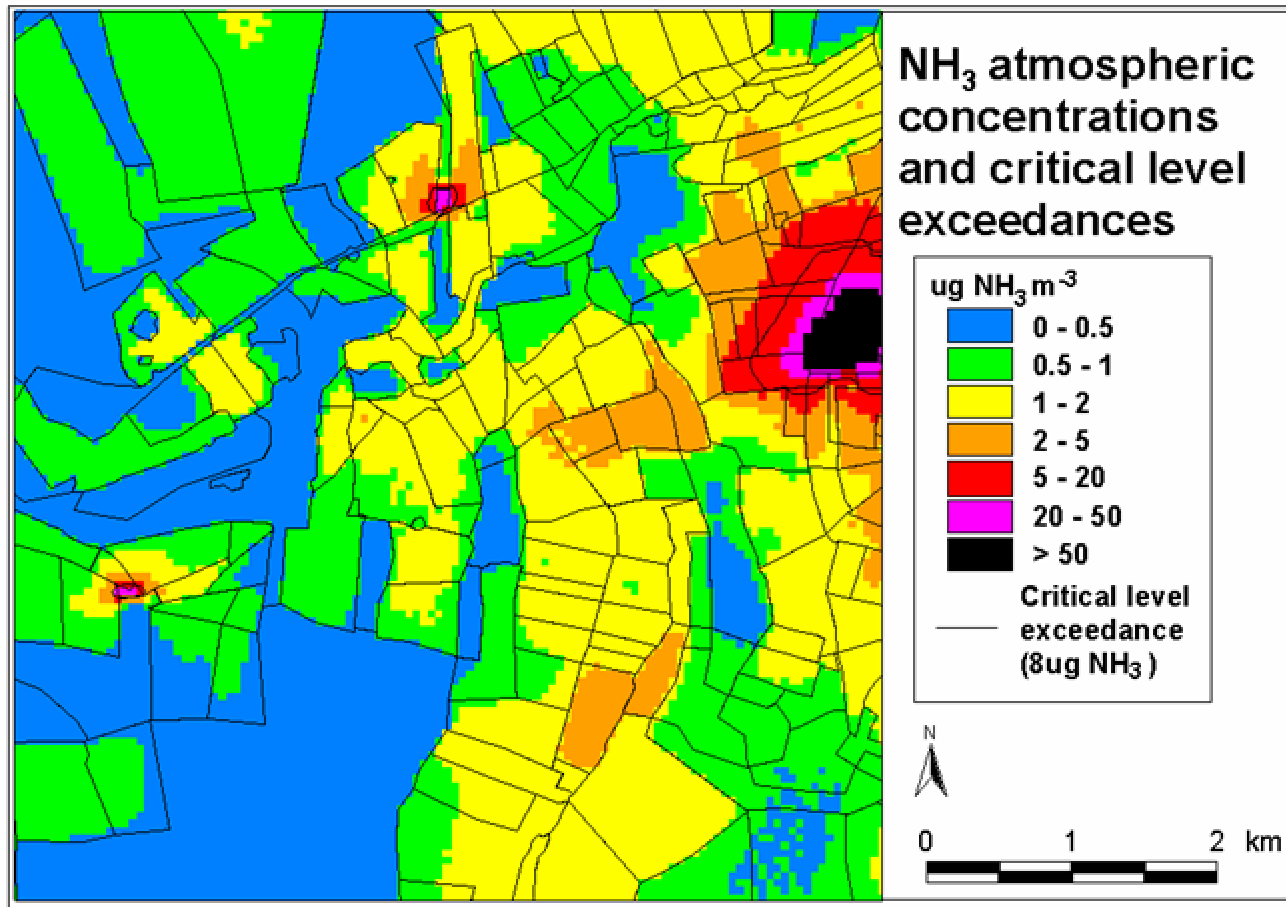 NH₃ atmospheric
concentrations
and critical level
exceedances
ug NH₃ m⁻³
0 - 0.5
0.5 - 1
1 - 2
2 - 5
5 - 20
20 - 50
> 50
Critical level
exceedance
(8ug NH₃ )
N
0 1 2 km